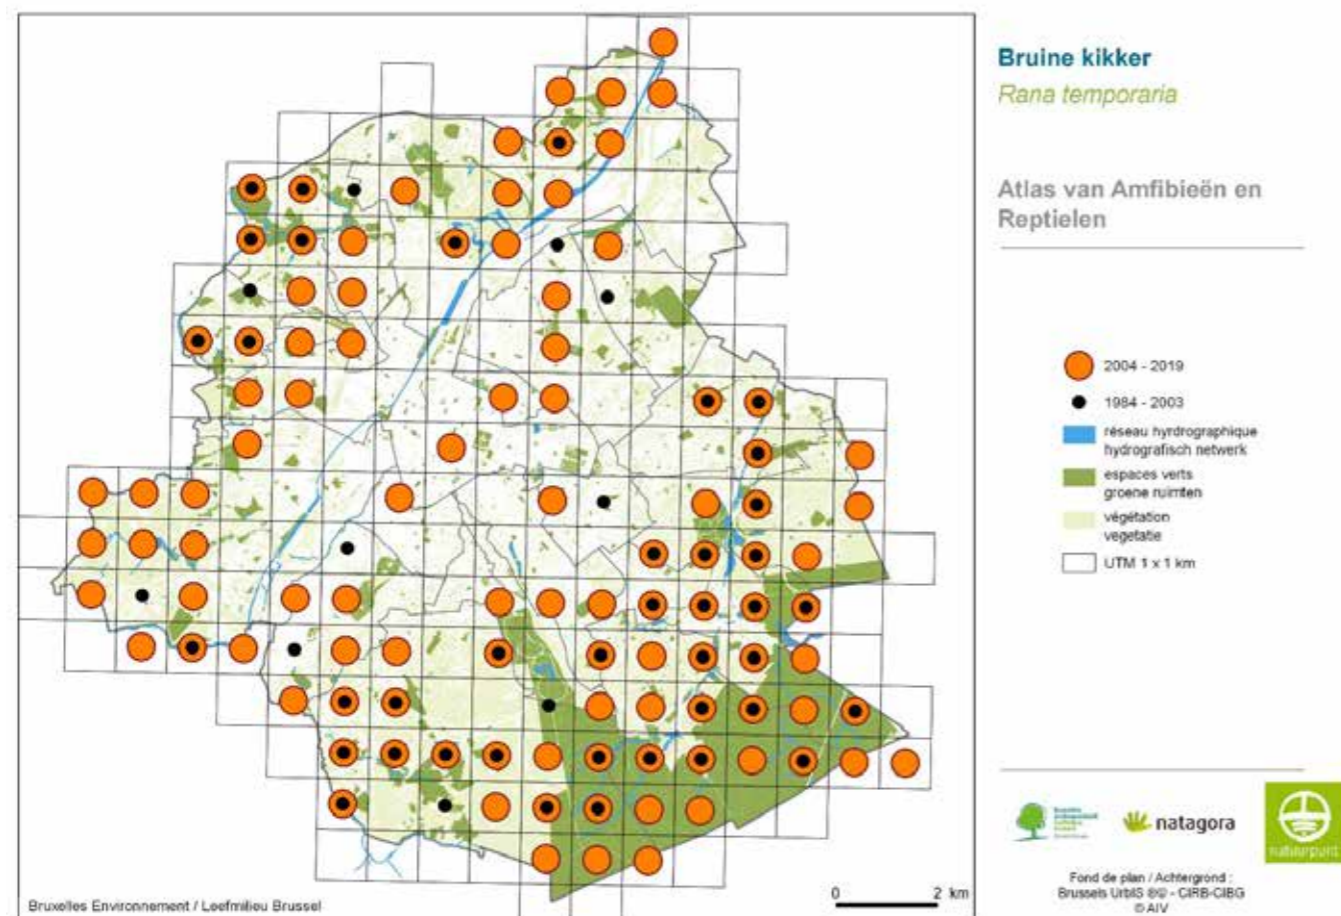 Bruine kikker
Rana temporaria
Atlas van Amfibieën en
Reptielen
2004 - 2019
1984 - 2003
réseau hyrdrographique
hydrografisch netwerk
espaces verts
groene ruimten
végétation
vegetatie
UTM 1 x 1 km
natagora
natuurpunt
Fond de plan / Achtergrond :
Brussels UrbIS ®© - CIRB-CIBG
© AIV
0 2 km
Bruxelles Environnement / Leefmilieu Brussel